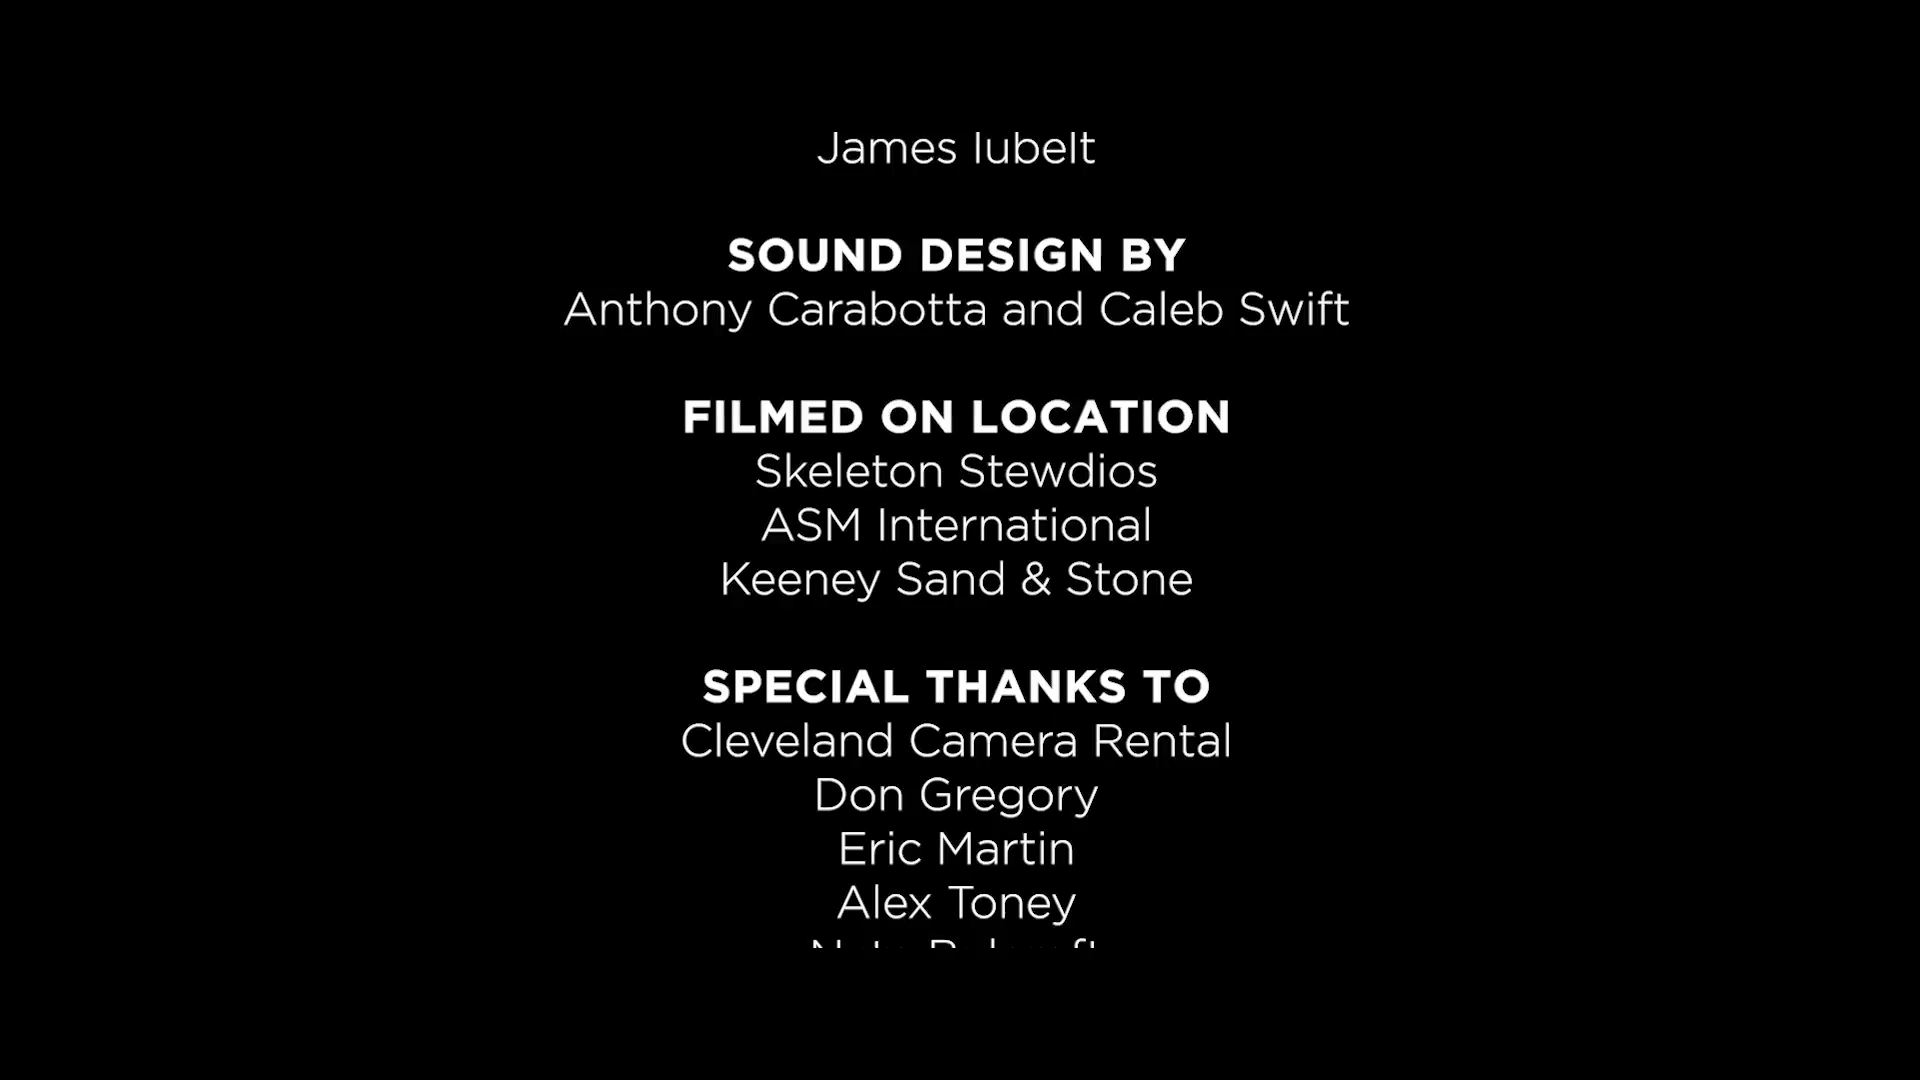 James Iubelt
SOUND DESIGN BY
Anthony Carabotta and Caleb Swift
FILMED ON LOCATION
Skeleton Stewdios
ASM International
Keeney Sand & Stone
SPECIAL THANKS TO
Cleveland Camera Rental
Don Gregory
Eric Martin
Alex Toney